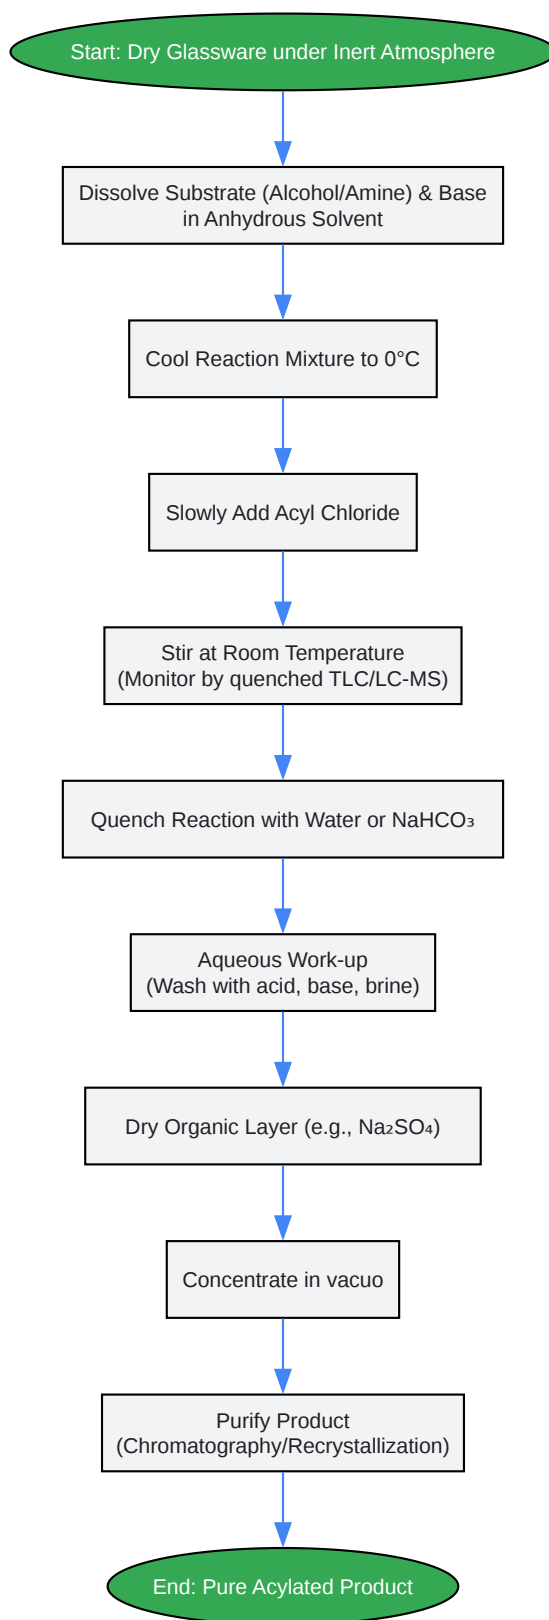 Start: Dry Glassware under Inert Atmosphere
Dissolve Substrate (Alcohol/Amine) & Base
in Anhydrous Solvent
Cool Reaction Mixture to 0°C
Slowly Add Acyl Chloride
Stir at Room Temperature
(Monitor by quenched TLC/LC-MS)
Quench Reaction with Water or NaHCO₃
Aqueous Work-up
(Wash with acid, base, brine)
Dry Organic Layer (e.g., Na₂SO₄)
Concentrate in vacuo
Purify Product
(Chromatography/Recrystallization)
End: Pure Acylated Product